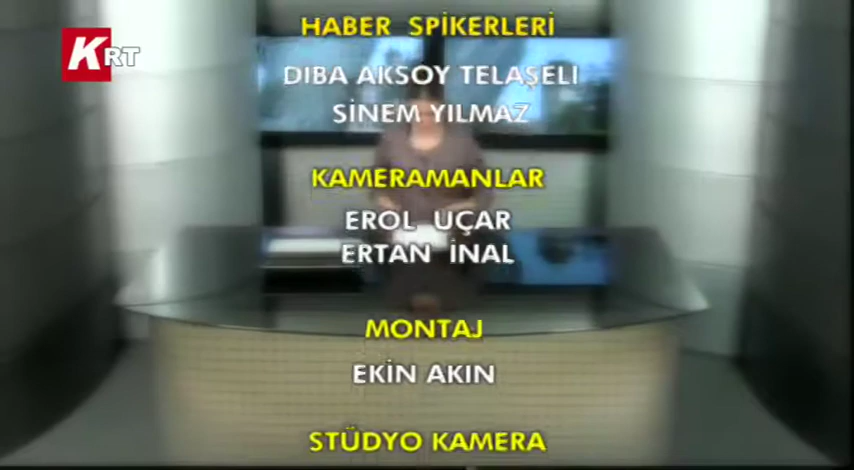 KRT
HABER SPİKERLERİ
DIBA AKSOY TELAŞELI
SİNEM YILMAZ
KAMERAMANLAR
EROL UÇAR
ERTAN İNAL
MONTAJ
EKİN AKIN
STÜDYO KAMERA